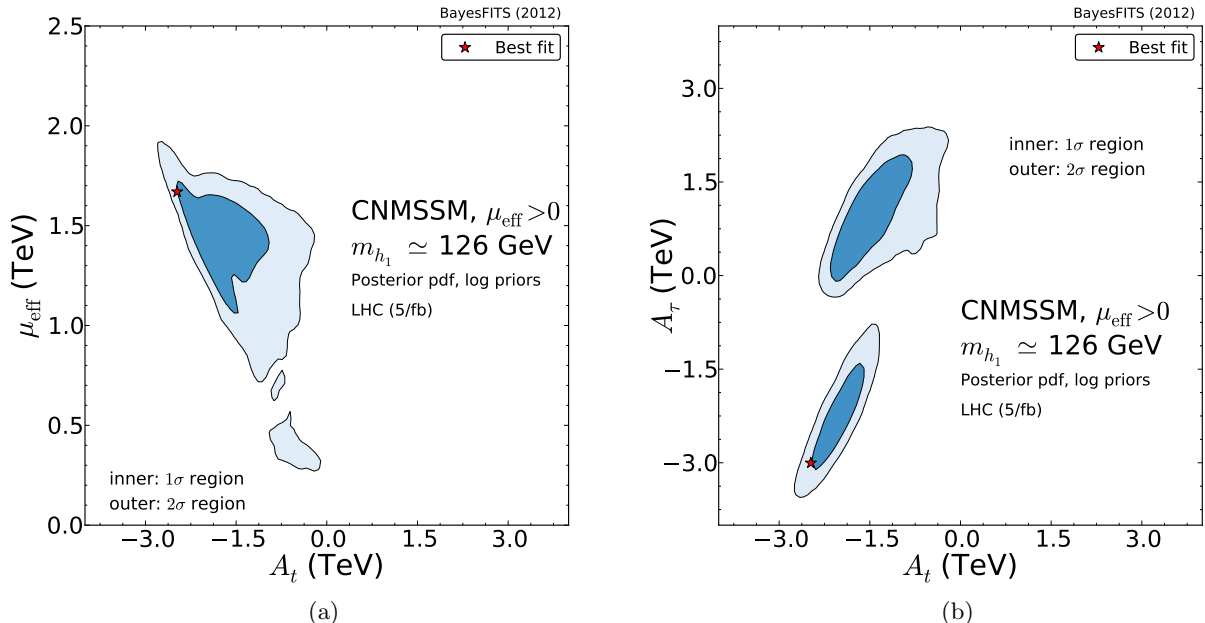 BayesFITS (2012)
2.5
2.0
1.5
1.0
0.5
0.0
μeff (TeV)
Best fit
CNMSSM, μeff >0
mh1 ≃ 126 GeV
Posterior pdf, log priors
LHC (5/fb)
inner: 1σ region
outer: 2σ region
−3.0 −1.5 0.0 1.5 3.0
At (TeV)
(a)
BayesFITS (2012)
3.0
1.5
0.0
−1.5
−3.0
Aτ (TeV)
Best fit
inner: 1σ region
outer: 2σ region
CNMSSM, μeff >0
mh1 ≃ 126 GeV
Posterior pdf, log priors
LHC (5/fb)
−3.0 −1.5 0.0 1.5 3.0
At (TeV)
(b)